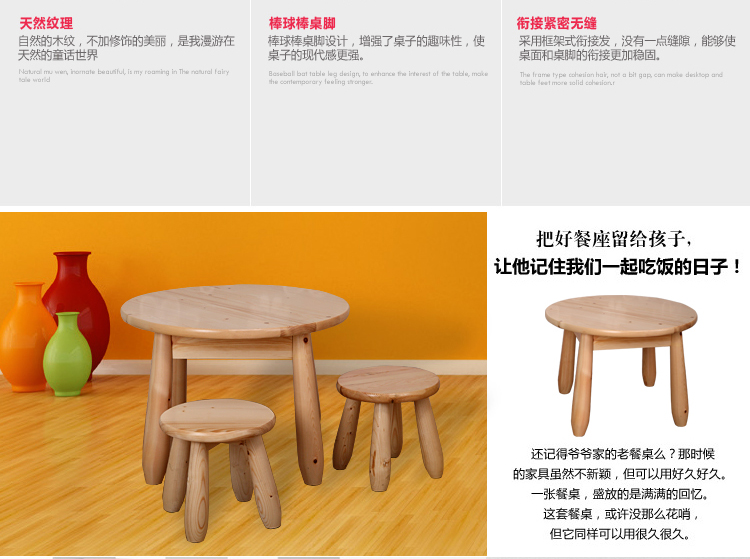 天然纹理
自然的木纹，不加修饰的美丽，是我漫游在
天然的童话世界
Natural mu wen, inornate beautiful, is my roaming in The natural fairy
tale world
棒球棒桌脚
棒球棒桌脚设计，增强了桌子的趣味性，使
桌子的现代感更强。
Baseball bat table leg design, to enhance the interest of the table, make
the contemporary feeling stronger.
衔接紧密无缝
采用框架式衔接发，没有一点缝隙，能够使
桌面和桌脚的衔接更加稳固。
The frame type cohesion hair, not a bit gap, can make desktop and
table feet more solid cohesion.r
把好餐座留给孩子，
让他记住我们一起吃饭的日子！
还记得爷爷家的老餐桌么？那时候
的家具虽然不新颖，但可以用好久好久。
一张餐桌，盛放的是满满的回忆。
这套餐桌，或许没那么花哨，
但它同样可以用很久很久。